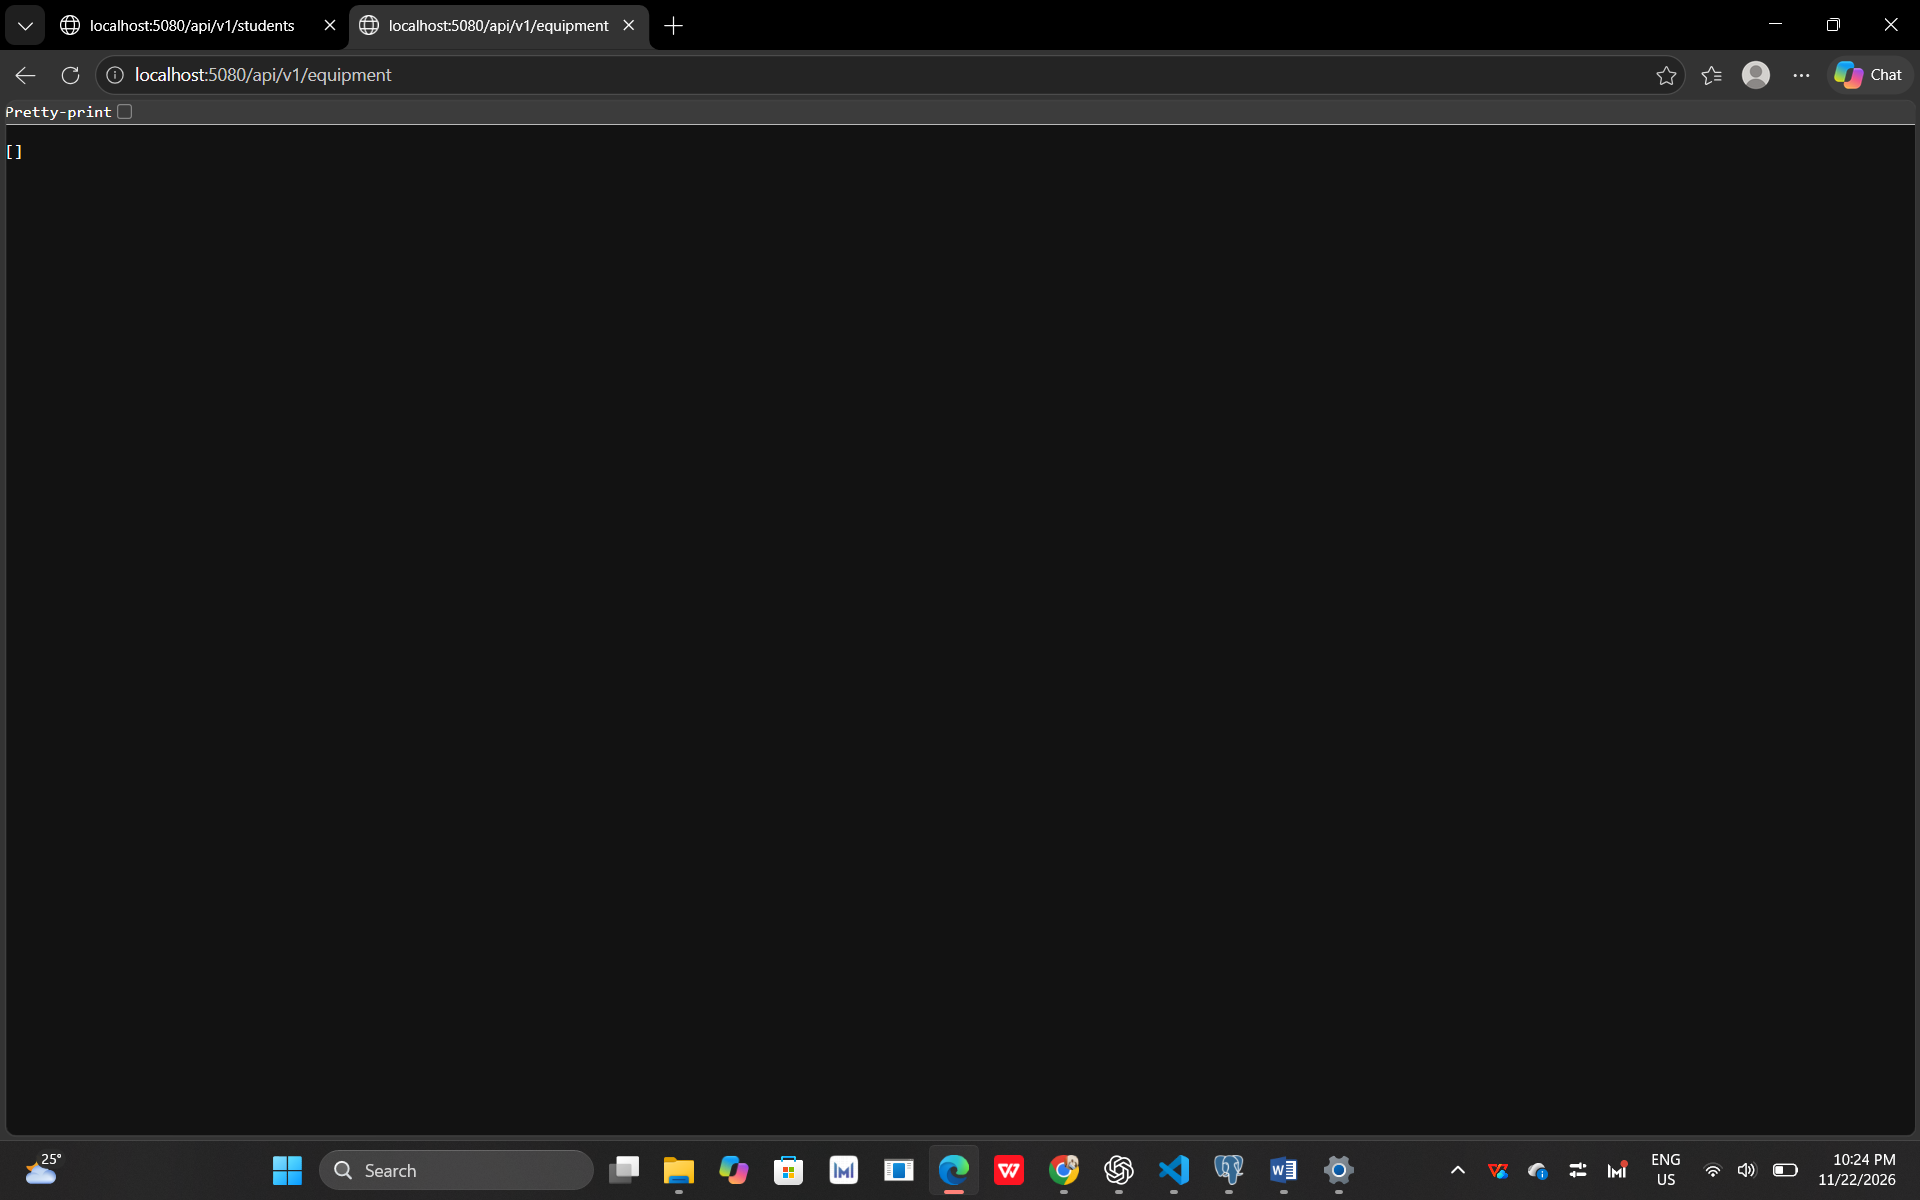 localhost:5080/api/v1/students
localhost:5080/api/v1/equipment
localhost:5080/api/v1/equipment
Chat
Pretty-print
[]
25°
Search
ENG
US
10:24 PM
11/22/2026